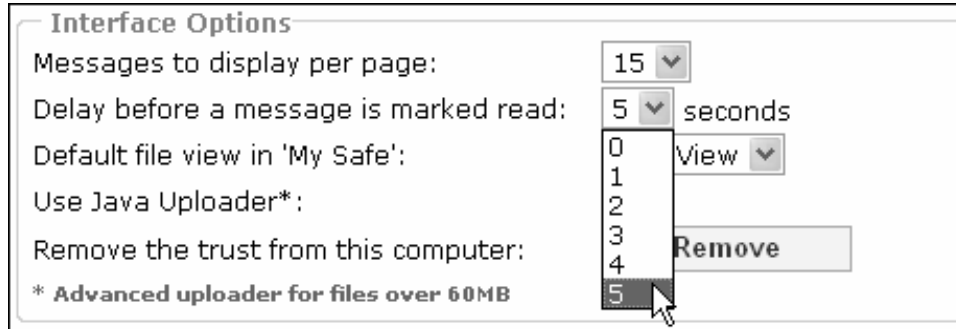 Interface Options
Messages to display per page: 15
Delay before a message is marked read: 5 seconds
0
Default file view in 'My Safe': View
1
Use Java Uploader*: 2
3
Remove the trust from this computer: Remove
4
* Advanced uploader for files over 60MB 5